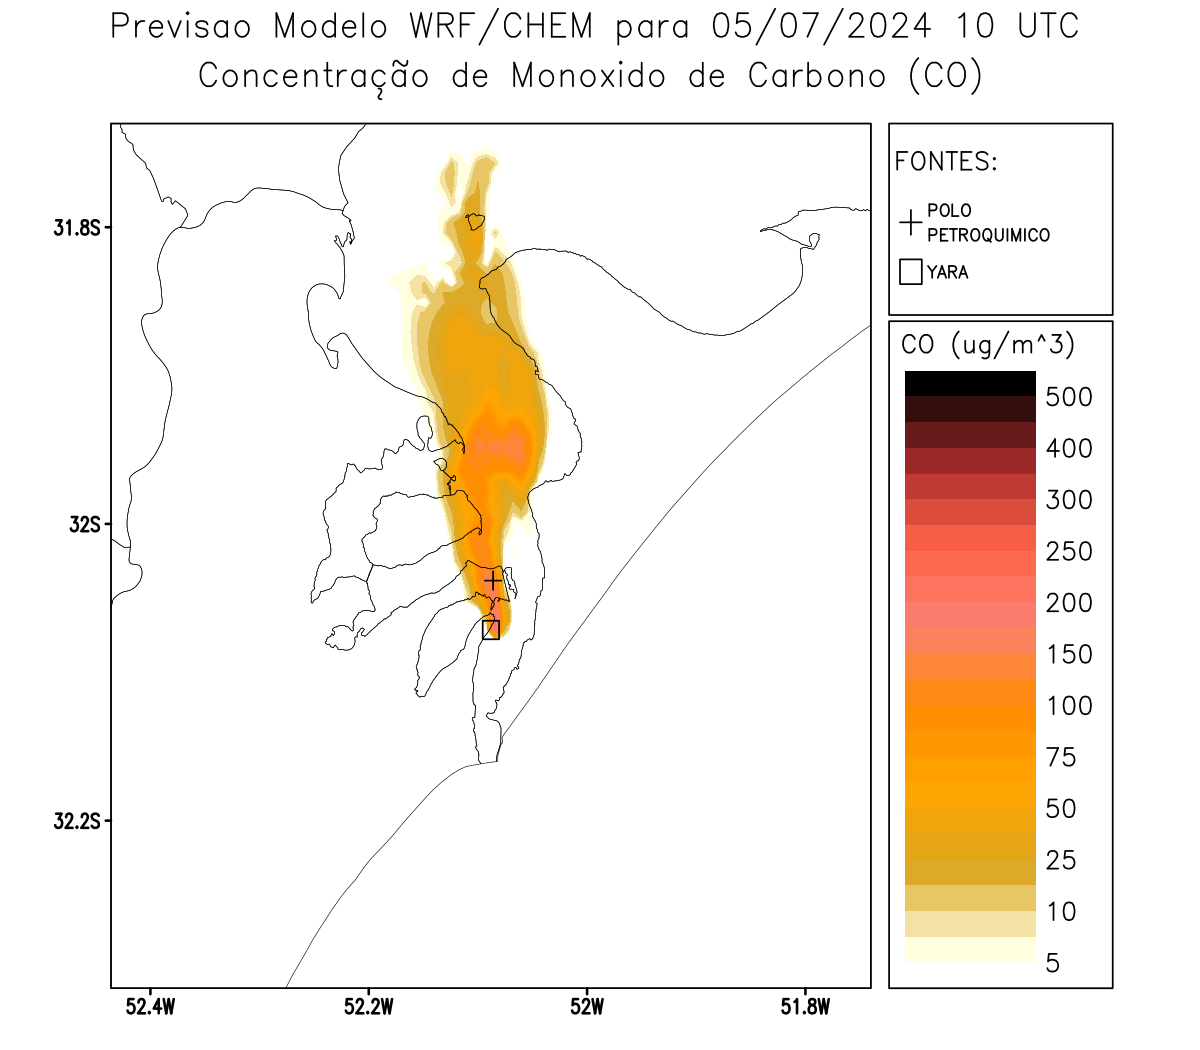 Previsao Modelo WRF/CHEM para 05/07/2024 10 UTC
Concentração de Monoxido de Carbono (CO)
FONTES:
POLO
PETROQUIMICO
YARA
CO (ug/m^3)
500
400
300
250
200
150
100
75
50
25
10
5
31.8S
32S
32.2S
52.4W
52.2W
52W
51.8W